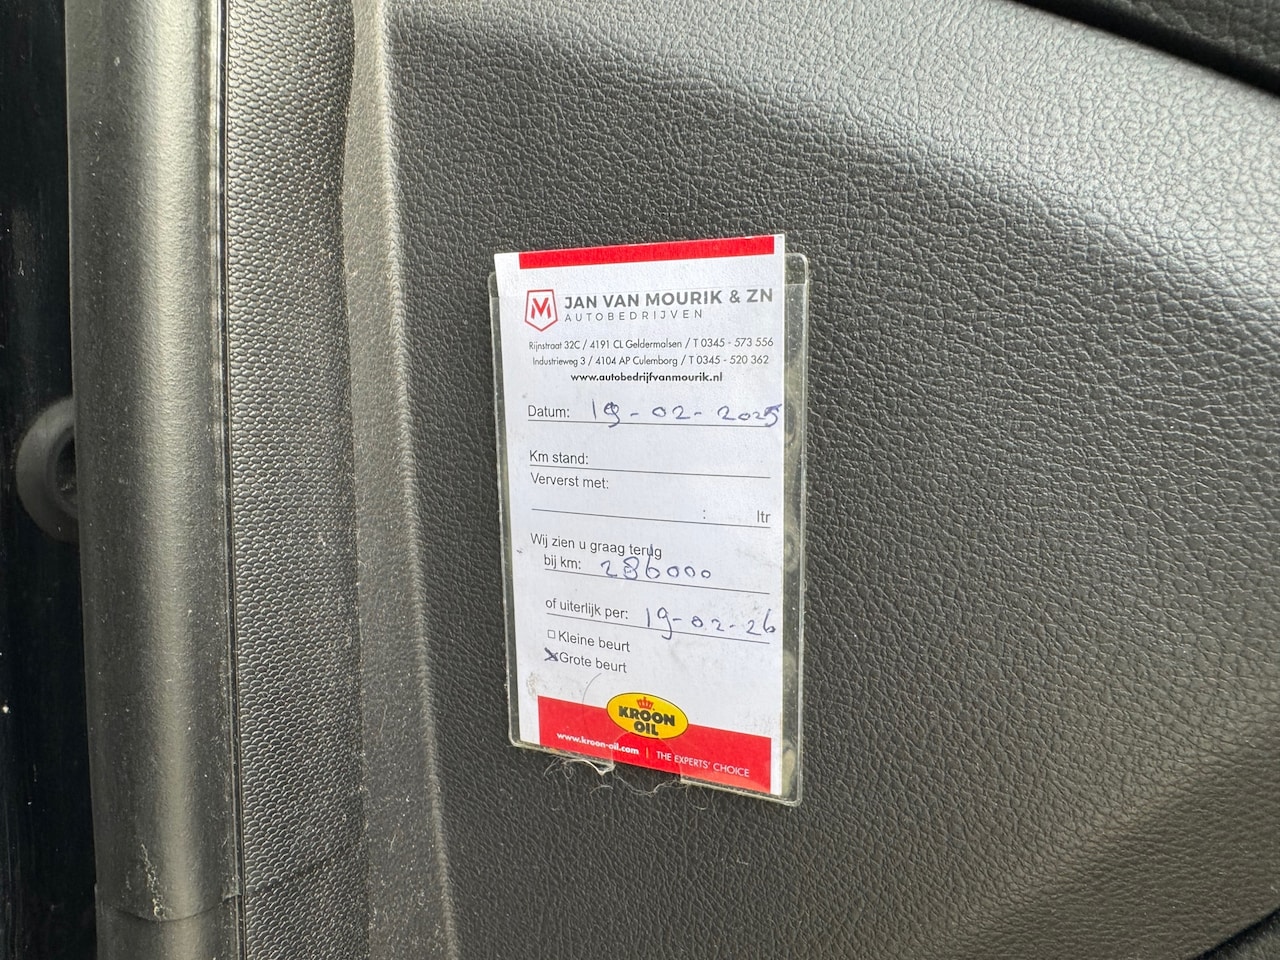 M
JAN VAN MOURIK & ZN
AUTOBEDRIJVEN
Rijnstraat 32C / 4191 CL Geldermalsen / T 0345 - 573 556
Industrieweg 3 / 4104 AP Culemborg / T 0345 - 520 362
www.autobedrijfvanmourik.nl
Datum: 19-02-2025
Km stand:
Ververst met:
: ltr
Wij zien u graag terug
bij km: 286000
of uiterlijk per: 19-02-26
Kleine beurt
Grote beurt
KROON
OIL
www.kroon-oil.com | THE EXPERTS' CHOICE